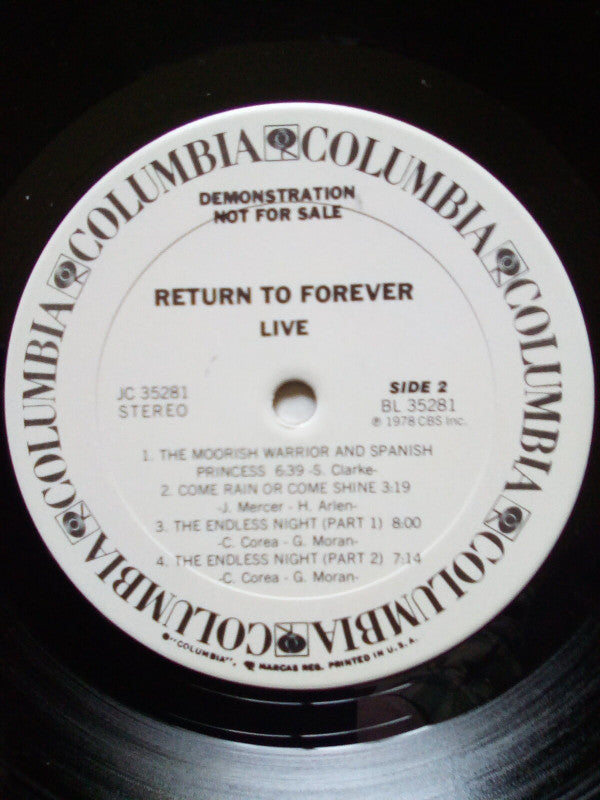 COLUMBIA COLUMBIA COLUMBIA COLUMBIA COLUMBIA COLUMBIA COLUMBIA
DEMONSTRATION
NOT FOR SALE
RETURN TO FOREVER
LIVE
JC 35281
STEREO
SIDE 2
BL 35281
℗ 1978 CBS Inc.
1. THE MOORISH WARRIOR AND SPANISH
PRINCESS 6:39 -S. Clarke-
2. COME RAIN OR COME SHINE 3:19
-J. Mercer - H. Arlen-
3. THE ENDLESS NIGHT (PART 1) 8:00
-C. Corea - G. Moran-
4. THE ENDLESS NIGHT (PART 2) 7:14
-C. Corea - G. Moran-
"COLUMBIA", MARCAS REG. PRINTED IN U.S.A.